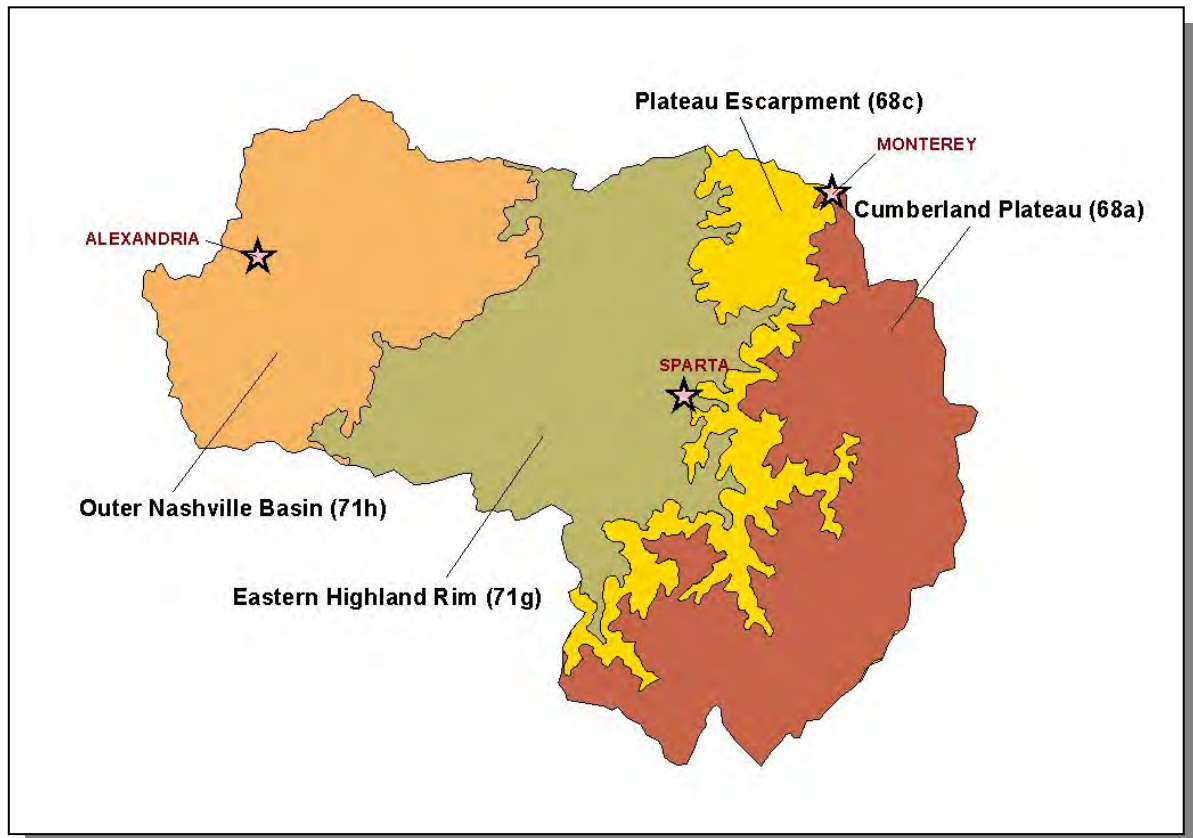 Plateau Escarpment (68c)
MONTEREY
Cumberland Plateau (68a)
ALEXANDRIA
SPARTA
Outer Nashville Basin (71h)
Eastern Highland Rim (71g)